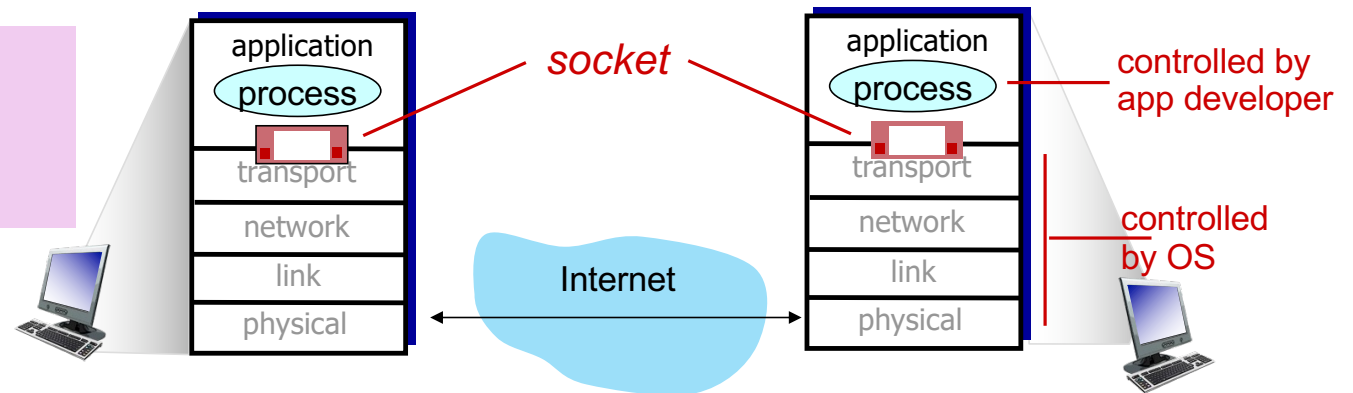 application
process
transport
network
link
physical
socket
Internet
application
process
transport
network
link
physical
controlled by
app developer
controlled
by OS